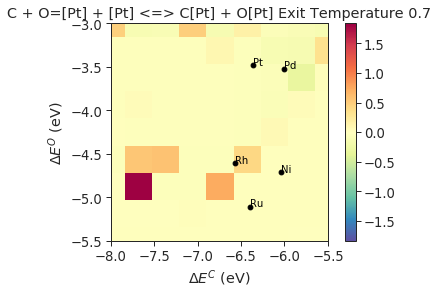 C + O=[Pt] + [Pt] <=> C[Pt] + O[Pt] Exit Temperature 0.7
−3.0
−3.5
−4.0
−4.5
−5.0
−5.5
ΔE^O (eV)
Pt
Pd
Rh
Ni
Ru
−8.0 −7.5 −7.0 −6.5 −6.0 −5.5
ΔE^C (eV)
1.5
1.0
0.5
0.0
−0.5
−1.0
−1.5